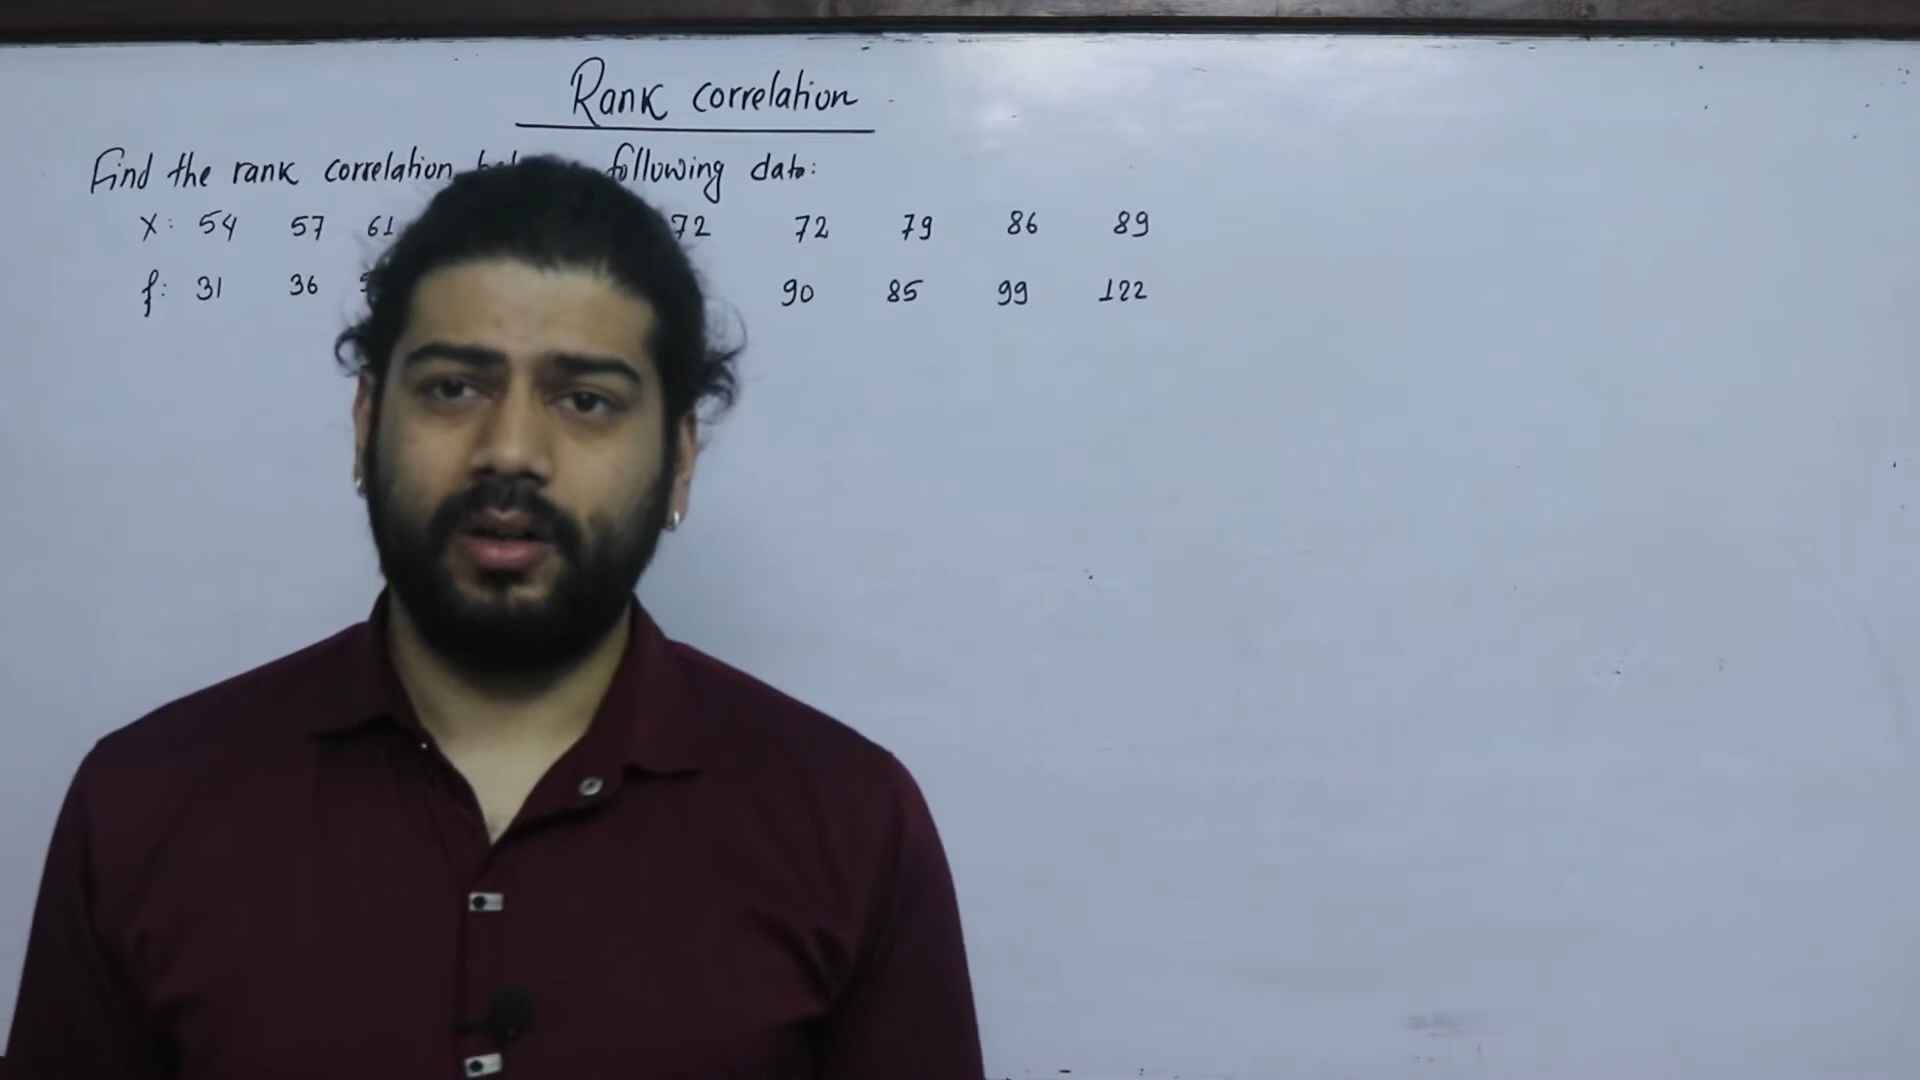 Rank correlation
Find the rank correlation following data:
X: 54 57 61 72 72 79 86 89
f: 31 36 90 85 99 122